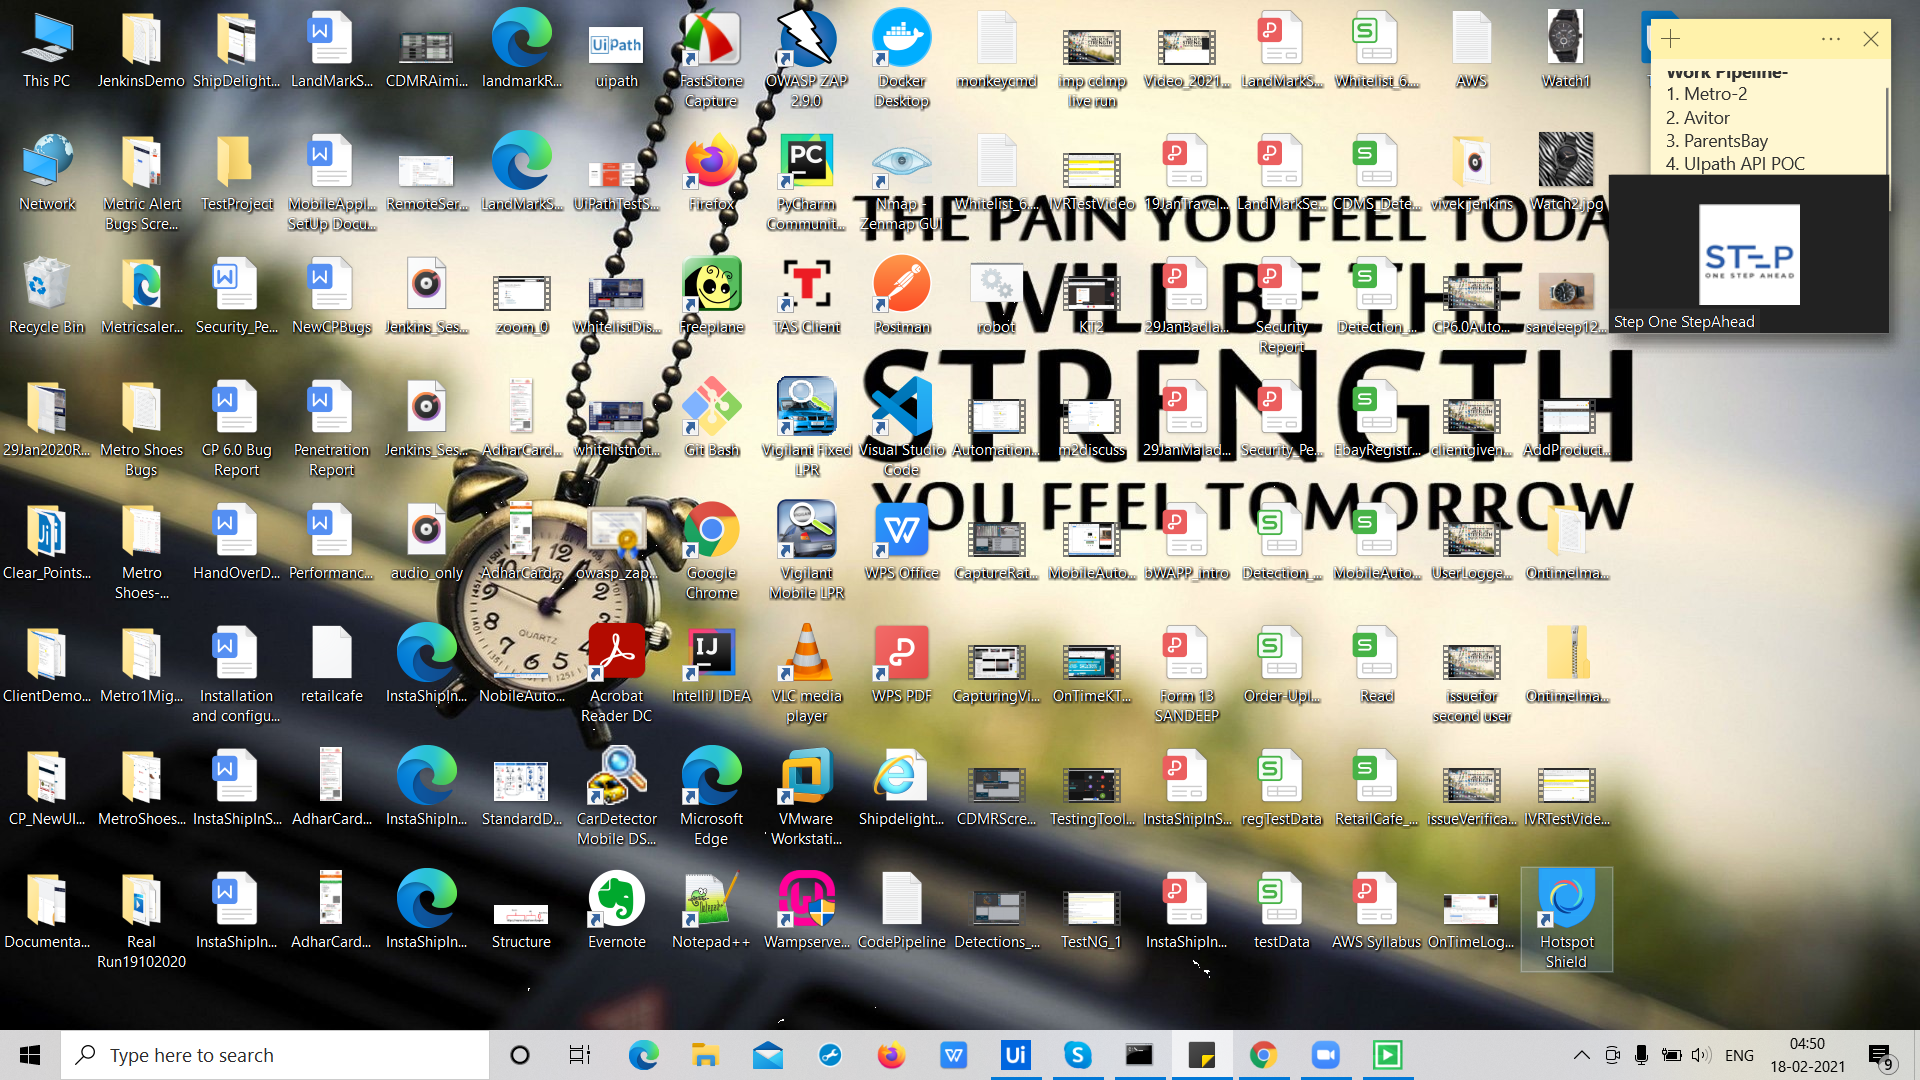 This PC
JenkinsDemo
ShipDelight...
LandMarkS...
CDMRAimi...
landmarkR...
UiPath
uipath
FastStone
Capture
OWASP ZAP
2.9.0
Docker
Desktop
monkeycmd
imp cdmp
live run
Video_2021...
LandMarkS...
Whitelist_6....
AWS
Watch1
Work Pipeline-
1. Metro-2
2. Avitor
3. ParentsBay
4. UIpath API POC
Network
Metric Alert
Bugs Scre...
TestProject
MobileAppl...
SetUp Docu...
RemoteSer...
LandMarkS...
UiPathTestS...
Firefox
PyCharm
Communit...
Nmap -
Zenmap GUI
Whitelist_6....
IVRTestVideo
19JanTravel...
LandMarkSe...
CDMS_Dete...
vivekjenkins
Watch2.jpg
THE PAIN YOU FEEL TODA
WILL BE THE
STRENGTH
YOU FEEL TOMORROW
STEP
ONE STEP AHEAD
Step One StepAhead
Recycle Bin
Metricsaler...
Security_Pe...
NewCPBugs
Jenkins_Ses...
zoom_0
WhitelistDis...
Freeplane
TAS Client
Postman
robot
KT2
29JanBadla...
Security
Report
Detection_...
CP6.0Auto...
sandeep12...
29Jan2020R...
Metro Shoes
Bugs
CP 6.0 Bug
Report
Penetration
Report
Jenkins_Ses...
AdharCard...
whitelistnot...
Git Bash
Vigilant Fixed
LPR
Visual Studio
Code
Automation...
m2discuss
29JanMalad...
Security_Pe...
EbayRegistr...
clientgiven...
AddProduct...
Clear_Points...
Metro
Shoes-...
HandOverD...
Performanc...
audio_only
AdharCard...
owasp_zap...
Google
Chrome
Vigilant
Mobile LPR
WPS Office
CaptureRat...
MobileAuto...
bWAPP_intro
Detection_...
MobileAuto...
UserLogge...
OntimeIma...
12
11
10
9
8
7
6
5
QUARTZ
ClientDemo...
Metro1Mig...
Installation
and configu...
retailcafe
InstaShipIn...
NobileAuto...
Acrobat
Reader DC
IntelliJ IDEA
VLC media
player
WPS PDF
CapturingVi...
OnTimeKT...
Form 13
SANDEEP
Order-Upl...
Read
issuefor
second user
OntimeIma...
CP_NewUI...
MetroShoes...
InstaShipInS...
AdharCard...
InstaShipIn...
StandardD...
CarDetector
Mobile DS...
Microsoft
Edge
VMware
Workstati...
Shipdelight...
CDMRScre...
TestingTool...
InstaShipInS...
regTestData
RetailCafe_...
issueVerifica...
IVRTestVide...
Documenta...
Real
Run19102020
InstaShipIn...
AdharCard...
InstaShipIn...
Structure
Evernote
Notepad++
Wampserve...
CodePipeline
Detections_...
TestNG_1
InstaShipIn...
testData
AWS Syllabus
OnTimeLog...
Hotspot
Shield
Type here to search
ENG
04:50
18-02-2021
9